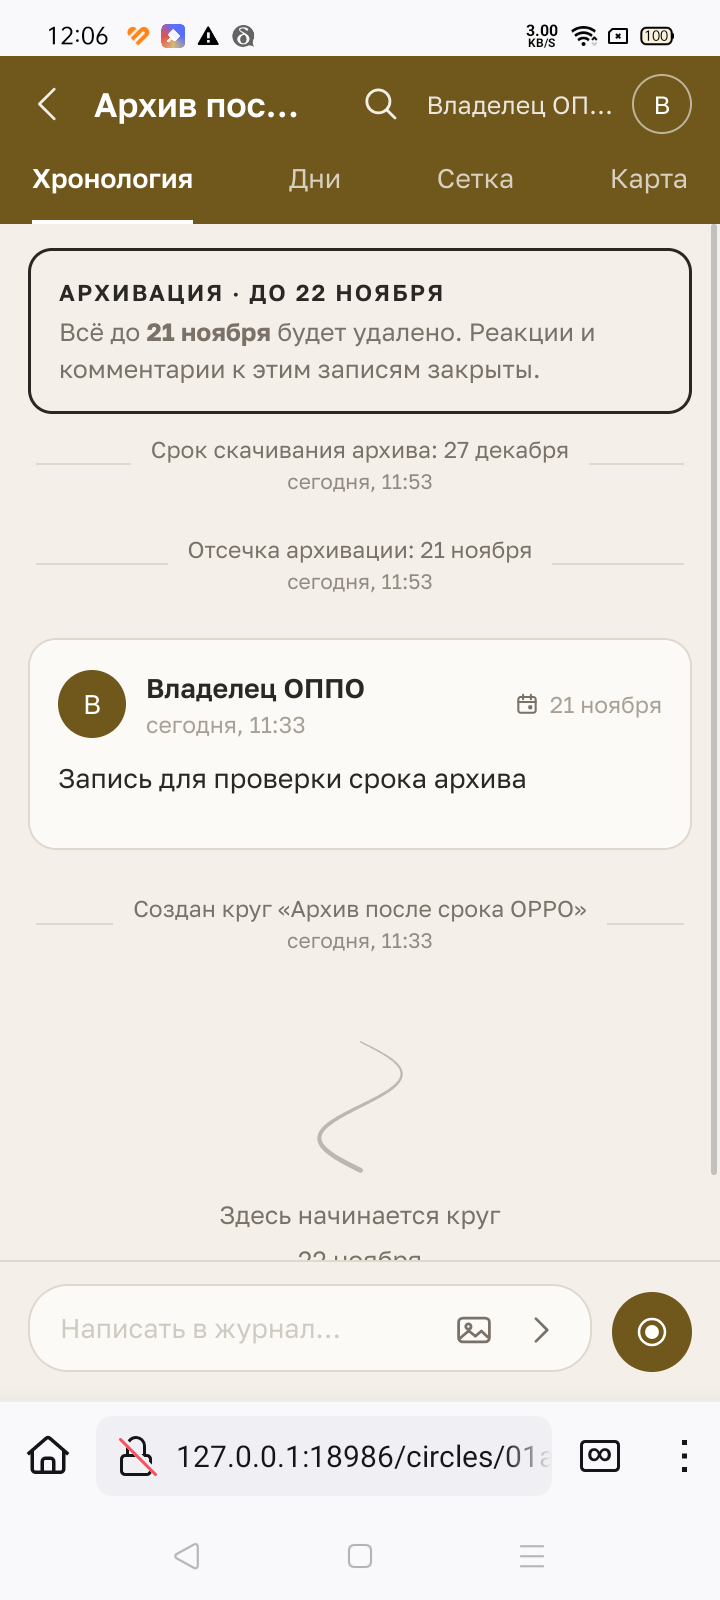 12:06
3.00
KB/S
100
Архив пос...
Владелец ОП...
В
Хронология
Дни
Сетка
Карта
АРХИВАЦИЯ · ДО 22 НОЯБРЯ
Всё до 21 ноября будет удалено. Реакции и
комментарии к этим записям закрыты.
Срок скачивания архива: 27 декабря
сегодня, 11:53
Отсечка архивации: 21 ноября
сегодня, 11:53
В
Владелец ОППО
сегодня, 11:33
21 ноября
Запись для проверки срока архива
Создан круг «Архив после срока OPPO»
сегодня, 11:33
Здесь начинается круг
22 ноября
Написать в журнал...
127.0.0.1:18986/circles/01a